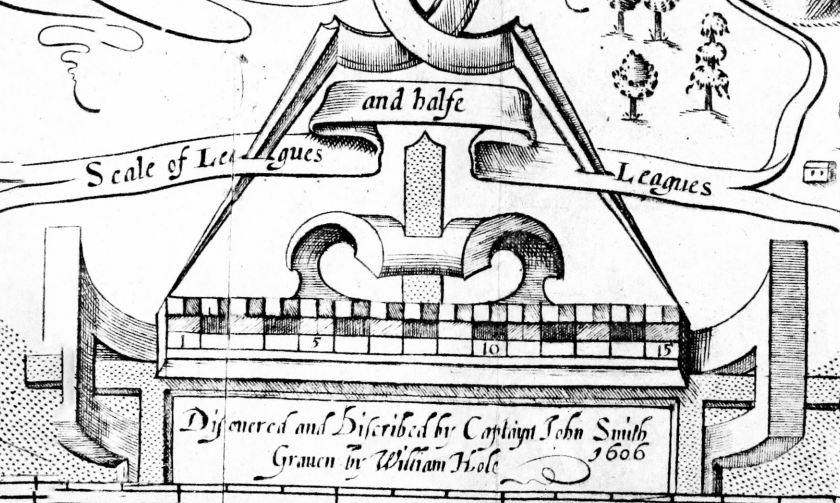 Scale of Leagues and halfe Leagues
1 5 10 15
Discouered and Discribed by Captayn John Smith
1606
Grauen by William Hole